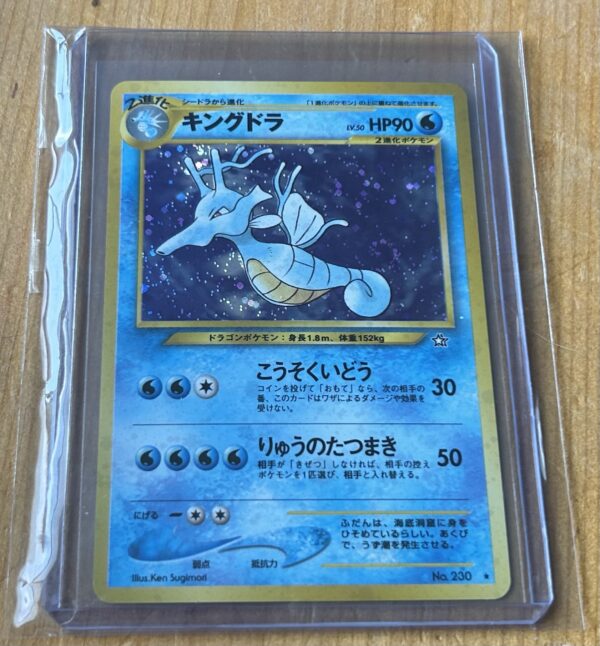 2進化
シードラから進化
「1進化ポケモン」の上に重ねて進化させます。
キングドラ
LV.50 HP90
2進化ポケモン
ドラゴンポケモン：身長1.8m、体重152kg
こうそくいどう
コインを投げて「おもて」なら、次の相手の
番、このカードはワザによるダメージや効果を
受けない。
30
りゅうのたつまき
相手が「きぜつ」しなければ、相手の控え
ポケモンを1匹選び、相手と入れ替える。
50
にげる
ふだんは、海底洞窟に身を
ひそめているらしい。あくび
で、うず潮を発生させる。
弱点
抵抗力
Illus. Ken Sugimori
No. 230